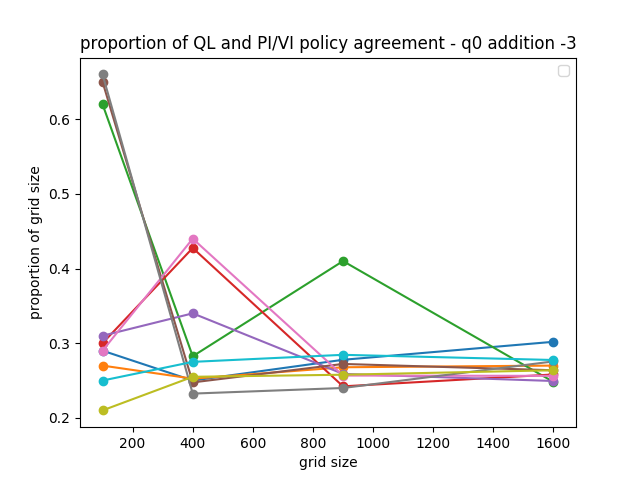 proportion of QL and PI/VI policy agreement - q0 addition -3
proportion of grid size
0.6
0.5
0.4
0.3
0.2
200 400 600 800 1000 1200 1400 1600
grid size